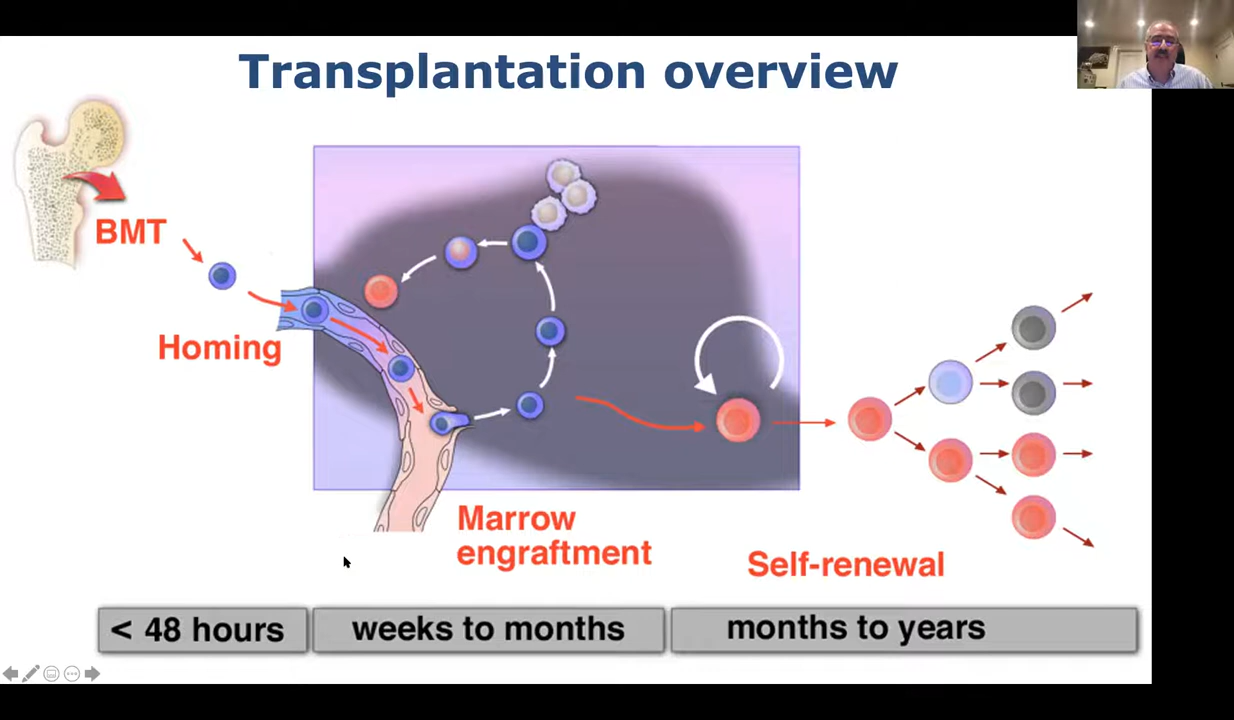 Transplantation overview
BMT
Homing
Marrow
engraftment
Self-renewal
< 48 hours
weeks to months
months to years